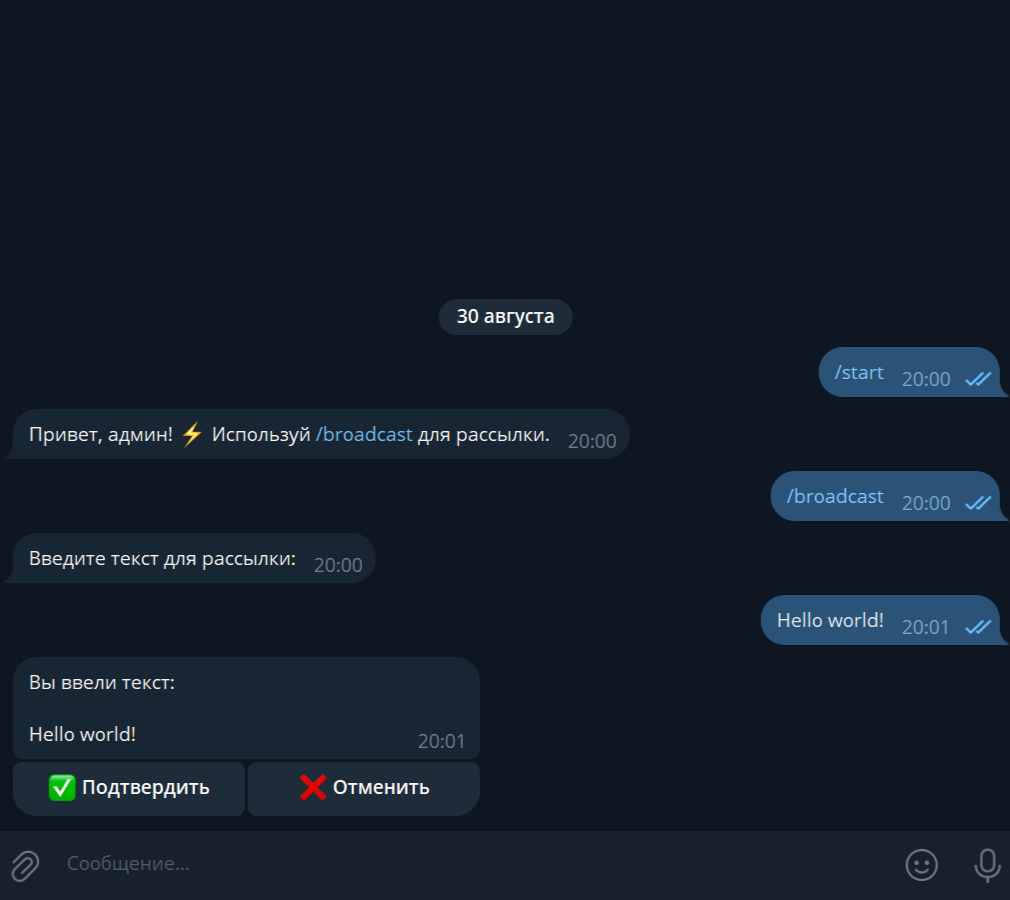 30 августа
/start 20:00
Привет, админ! ⚡ Используй /broadcast для рассылки. 20:00
/broadcast 20:00
Введите текст для рассылки: 20:00
Hello world! 20:01
Вы ввели текст:
Hello world! 20:01
✅ Подтвердить ❌ Отменить
Сообщение...